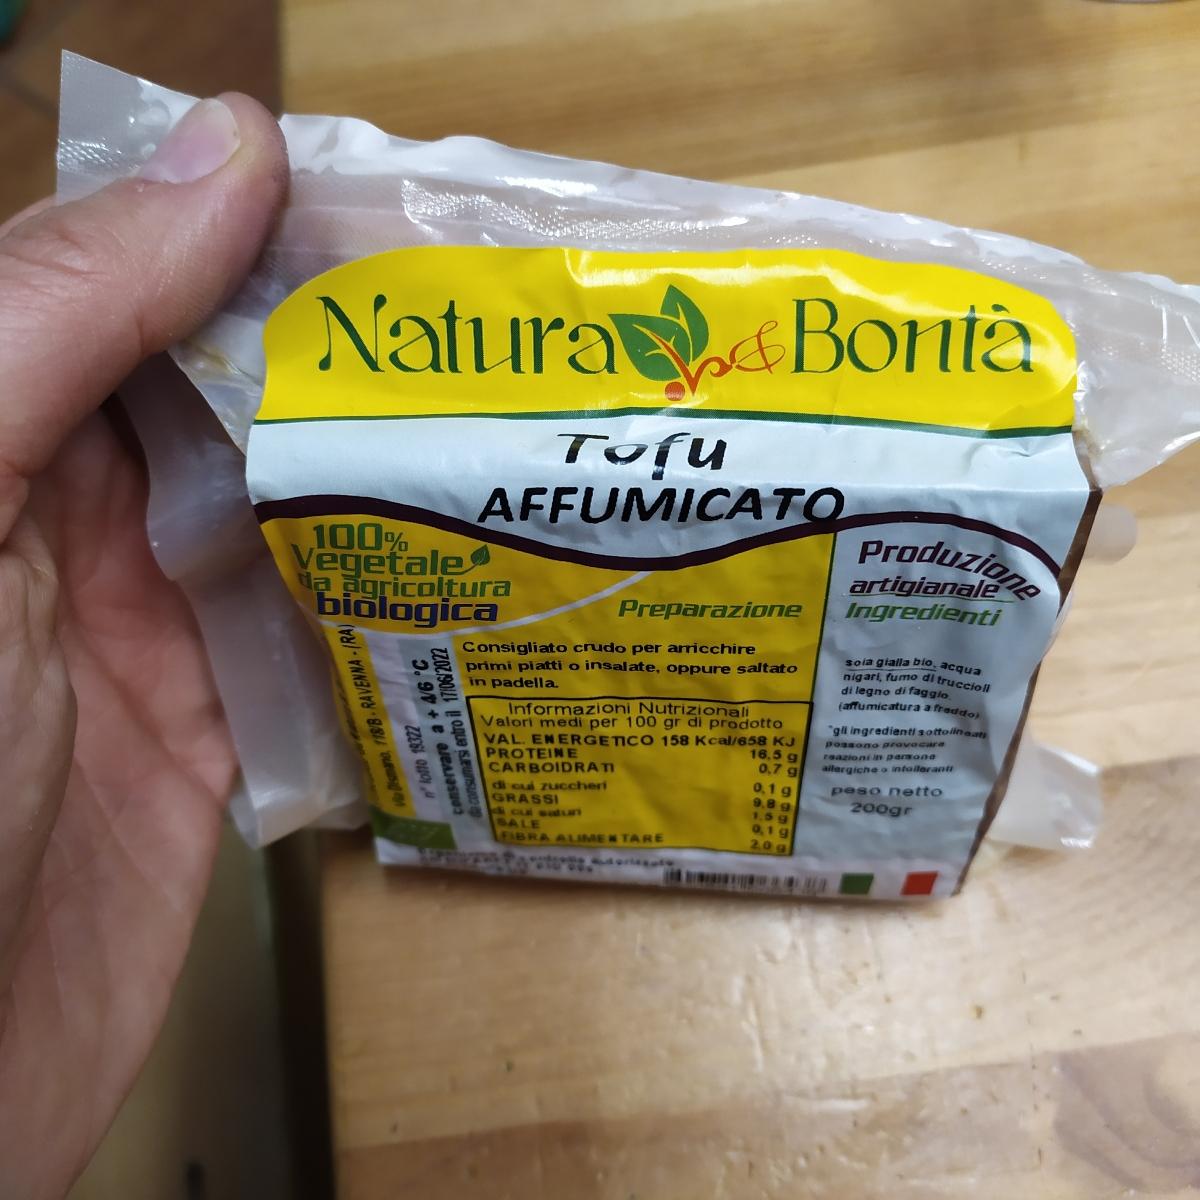 Natura & Bontà
Tofu
AFFUMICATO
100%
Vegetale
da agricoltura
biologica
Preparazione
Consigliato crudo per arricchire
primi piatti o insalate, oppure saltato
in padella.
Informazioni Nutrizionali
Valori medi per 100 gr di prodotto
VAL. ENERGETICO 158 Kcal/658 KJ
PROTEINE 16,5 g
CARBOIDRATI 0,7 g
di cui zuccheri 0,1 g
GRASSI 9,8 g
di cui saturi 1,5 g
SALE 0,1 g
FIBRA ALIMENTARE 2,0 g
Produzione
artigianale
Ingredienti
soia gialla bio, acqua
nigari, fumo di truccioli
di legno di faggio.
(affumicatura a freddo)
*gli ingredienti sottolineati
possono provocare
reazioni in persone
allergiche o intolleranti
peso netto
200gr
118/B - RAVENNA - (RA)
n° lotto 19322
conservare a + 4/6 °C
da consumarsi entro il 17/06/2022